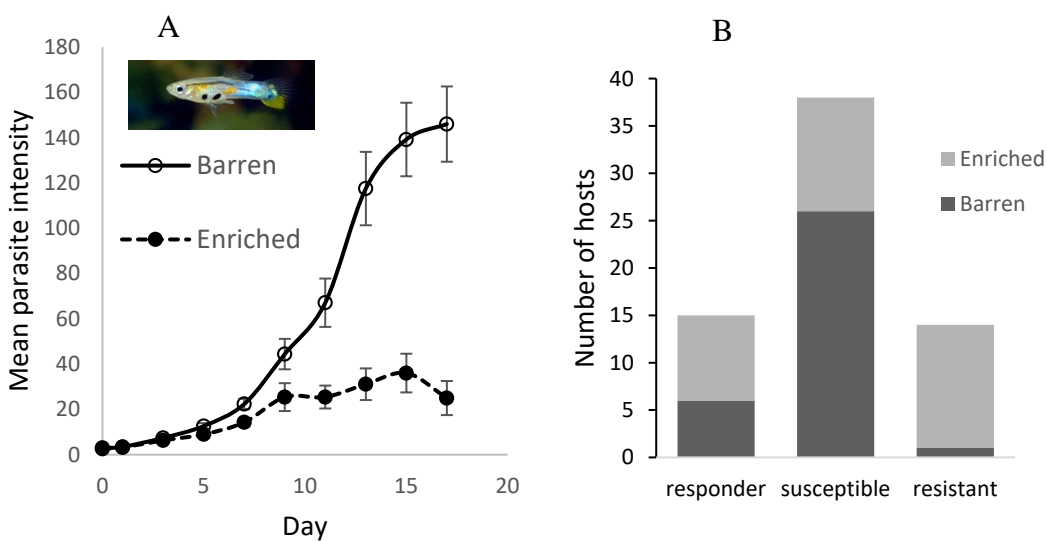 A
Mean parasite intensity
180
160
140
120
100
80
60
40
20
0
Barren
Enriched
0 5 10 15 20
Day
B
Number of hosts
40
35
30
25
20
15
10
5
0
Enriched
Barren
responder susceptible resistant